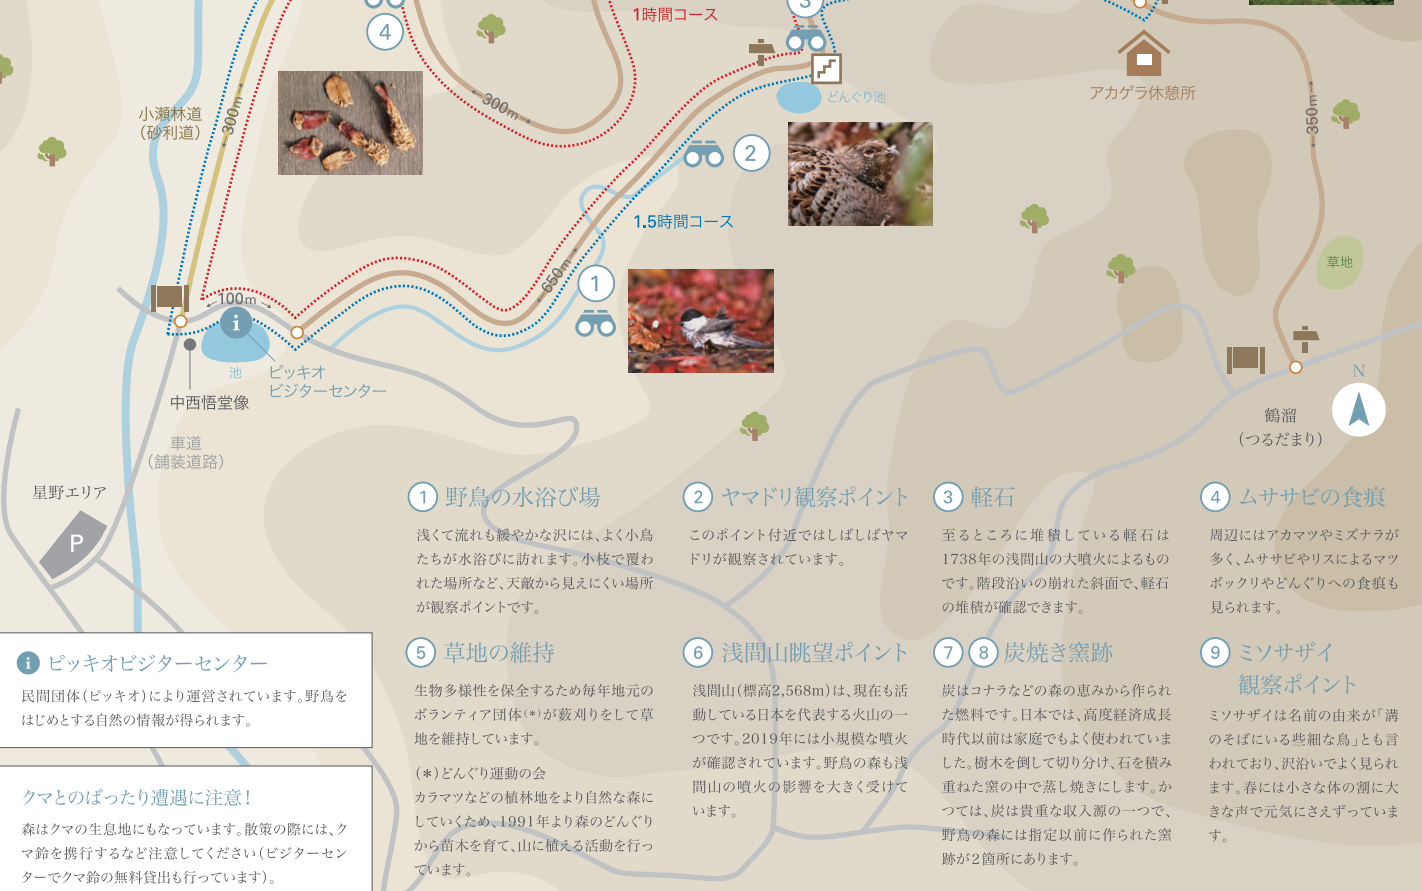 1時間コース
3
4
300m
小瀬林道
（砂利道）
300m
どんぐり池
アカゲラ休憩所
350m
2
1.5時間コース
草地
650m
1
100m
i
池
ピッキオ
ビジターセンター
中西悟堂像
車道
（舗装道路）
星野エリア
P
N
鶴溜
（つるだまり）
1 野鳥の水浴び場
浅くて流れも緩やかな沢には、よく小鳥
たちが水浴びに訪れます。小枝で覆わ
れた場所など、天敵から見えにくい場所
が観察ポイントです。
2 ヤマドリ観察ポイント
このポイント付近ではしばしばヤマ
ドリが観察されています。
3 軽石
至るところに堆積している軽石は
1738年の浅間山の大噴火によるもの
です。階段沿いの崩れた斜面で、軽石
の堆積が確認できます。
4 ムササビの食痕
周辺にはアカマツやミズナラが
多く、ムササビやリスによるマツ
ボックリやどんぐりへの食痕も
見られます。
5 草地の維持
生物多様性を保全するため毎年地元の
ボランティア団体(*)が藪刈りをして草
地を維持しています。
(*)どんぐり運動の会
カラマツなどの植林地をより自然な森に
していくため、1991年より森のどんぐり
から苗木を育て、山に植える活動を行っ
ています。
6 浅間山眺望ポイント
浅間山(標高2,568m)は、現在も活
動している日本を代表する火山の一
つです。2019年には小規模な噴火
が確認されています。野鳥の森も浅
間山の噴火の影響を大きく受けて
います。
7 8 炭焼き窯跡
炭はコナラなどの森の恵みから作られ
た燃料です。日本では、高度経済成長
時代以前は家庭でもよく使われていま
した。樹木を倒して切り分け、石を積み
重ねた窯の中で蒸し焼きにします。か
つては、炭は貴重な収入源の一つで、
野鳥の森には指定以前に作られた窯
跡が2箇所にあります。
9 ミソサザイ
観察ポイント
ミソサザイは名前の由来が「溝
のそばにいる些細な鳥」とも言
われており、沢沿いでよく見られ
ます。春には小さな体の割に大
きな声で元気にさえずっていま
す。
i ピッキオビジターセンター
民間団体(ピッキオ)により運営されています。野鳥を
はじめとする自然の情報が得られます。
クマとのばったり遭遇に注意!
森はクマの生息地にもなっています。散策の際には、ク
マ鈴を携行するなど注意してください(ビジターセン
ターでクマ鈴の無料貸出も行っています)。